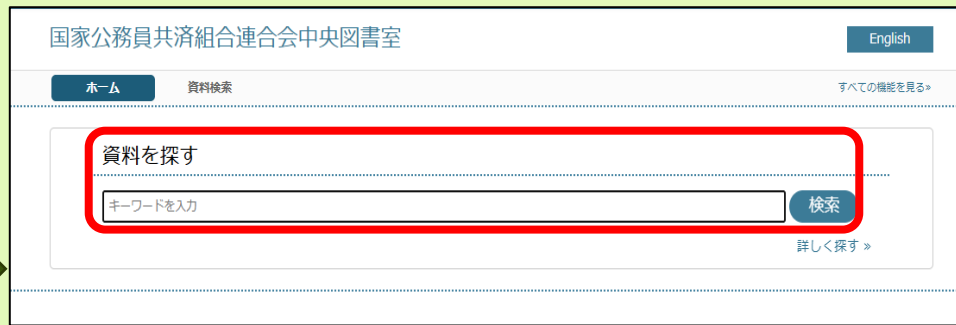 国家公務員共済組合連合会中央図書室
English
ホーム 資料検索 すべての機能を見る»
資料を探す
キーワードを入力 検索
詳しく探す »